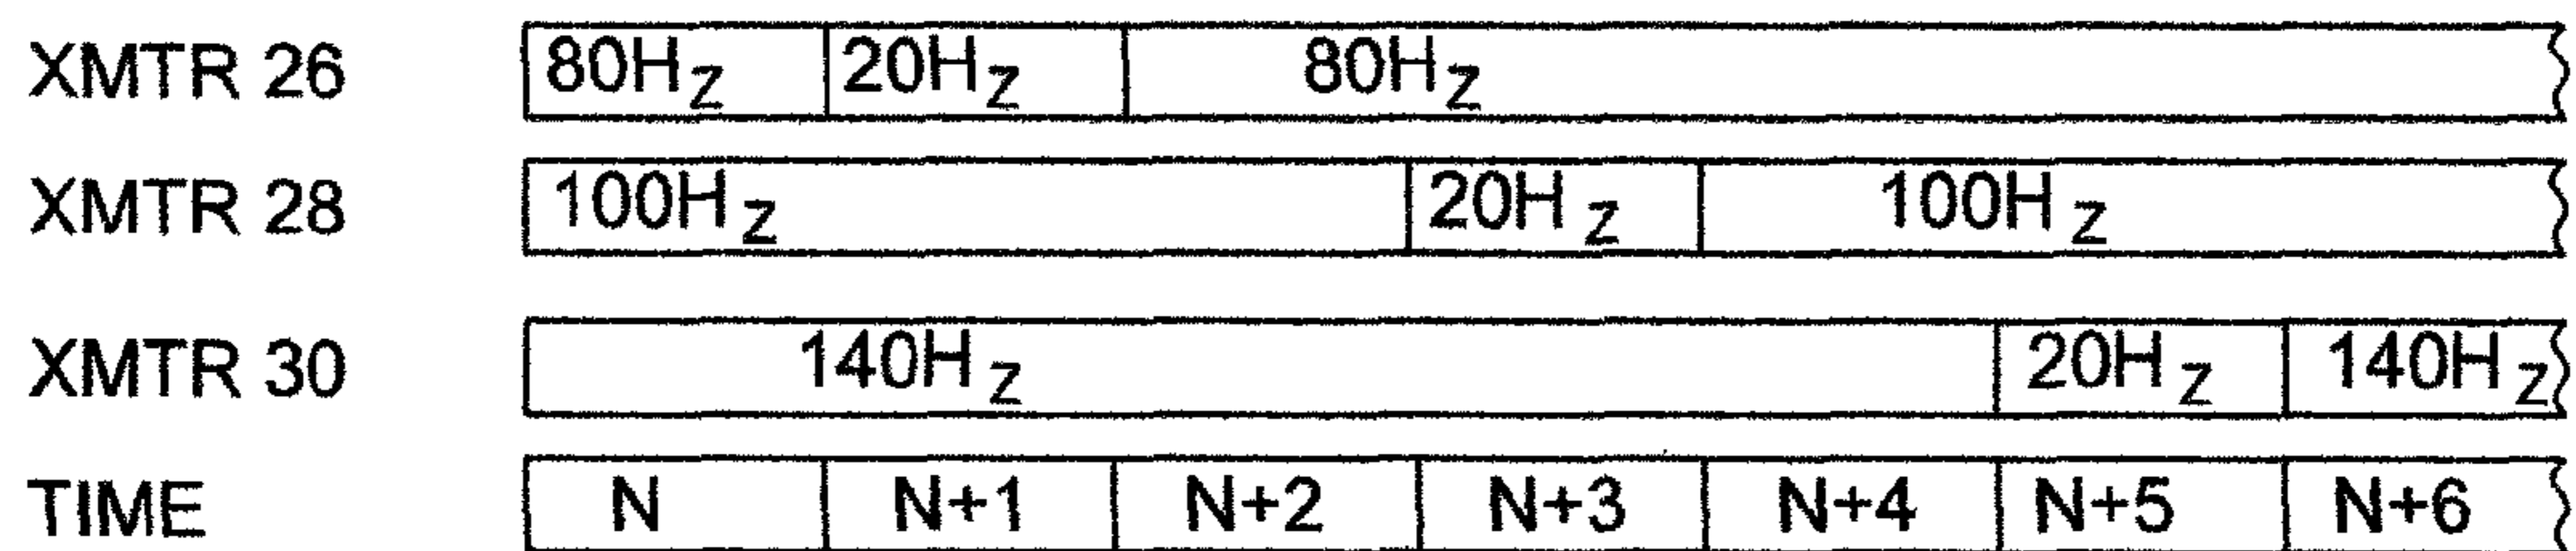 XMTR 26 80Hz 20Hz 80Hz
XMTR 28 100Hz 20Hz 100Hz
XMTR 30 140Hz 20Hz 140Hz
TIME N N+1 N+2 N+3 N+4 N+5 N+6